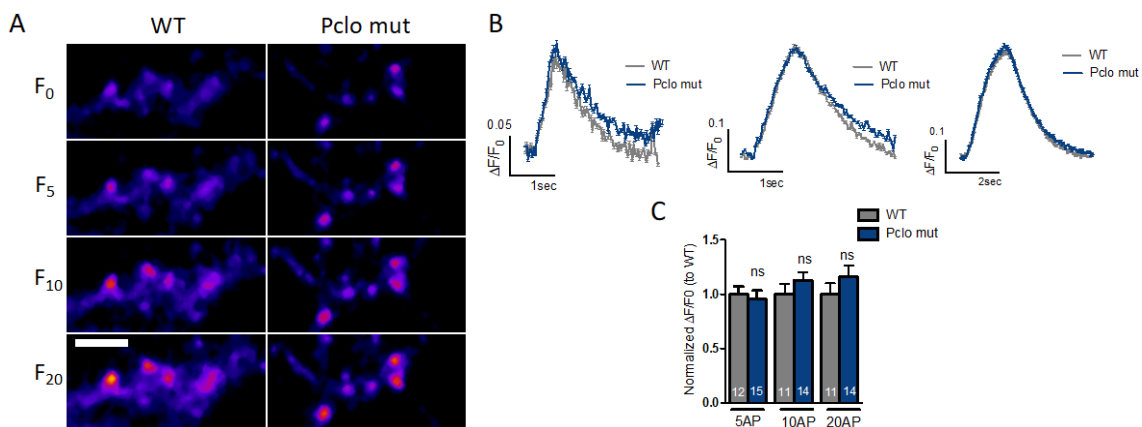 A
WT
Pclo mut
F0
F5
F10
F20
B
WT
Pclo mut
0.05
ΔF/F0
1sec
WT
Pclo mut
0.1
ΔF/F0
1sec
WT
Pclo mut
0.1
ΔF/F0
2sec
C
WT
Pclo mut
Normalized ΔF/F0 (to WT)
1.5
1.0
0.5
0.0
ns
ns
ns
12
15
11
14
11
14
5AP
10AP
20AP